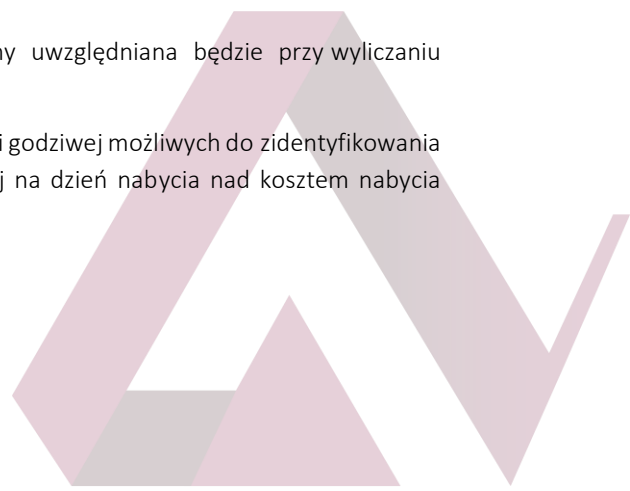 ny uwzględniana będzie przy wyliczaniu
i godziwej możliwych do zidentyfikowania
j na dzień nabycia nad kosztem nabycia